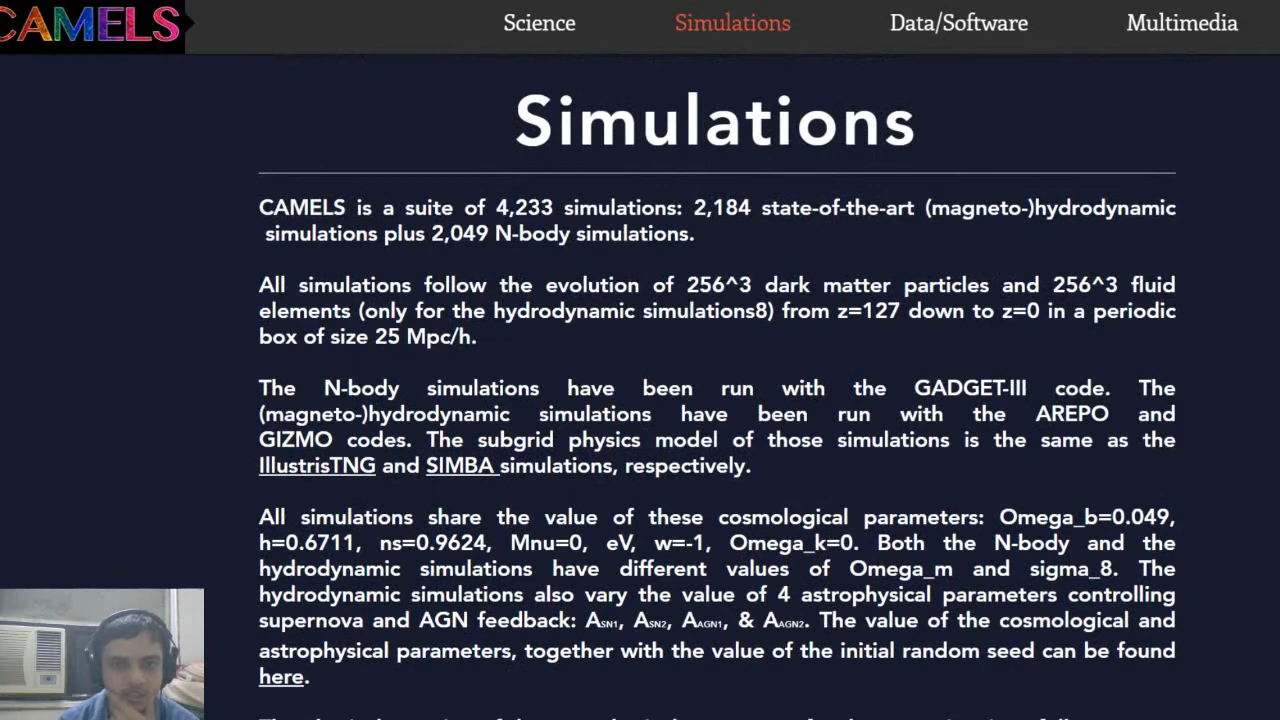 CAMELS
Science Simulations Data/Software Multimedia
Simulations
CAMELS is a suite of 4,233 simulations: 2,184 state-of-the-art (magneto-)hydrodynamic
simulations plus 2,049 N-body simulations.
All simulations follow the evolution of 256^3 dark matter particles and 256^3 fluid
elements (only for the hydrodynamic simulations8) from z=127 down to z=0 in a periodic
box of size 25 Mpc/h.
The N-body simulations have been run with the GADGET-III code. The
(magneto-)hydrodynamic simulations have been run with the AREPO and
GIZMO codes. The subgrid physics model of those simulations is the same as the
IllustrisTNG and SIMBA simulations, respectively.
All simulations share the value of these cosmological parameters: Omega_b=0.049,
h=0.6711, ns=0.9624, Mnu=0, eV, w=-1, Omega_k=0. Both the N-body and the
hydrodynamic simulations have different values of Omega_m and sigma_8. The
hydrodynamic simulations also vary the value of 4 astrophysical parameters controlling
supernova and AGN feedback: ASN1, ASN2, AAGN1, & AAGN2. The value of the cosmological and
astrophysical parameters, together with the value of the initial random seed can be found
here.